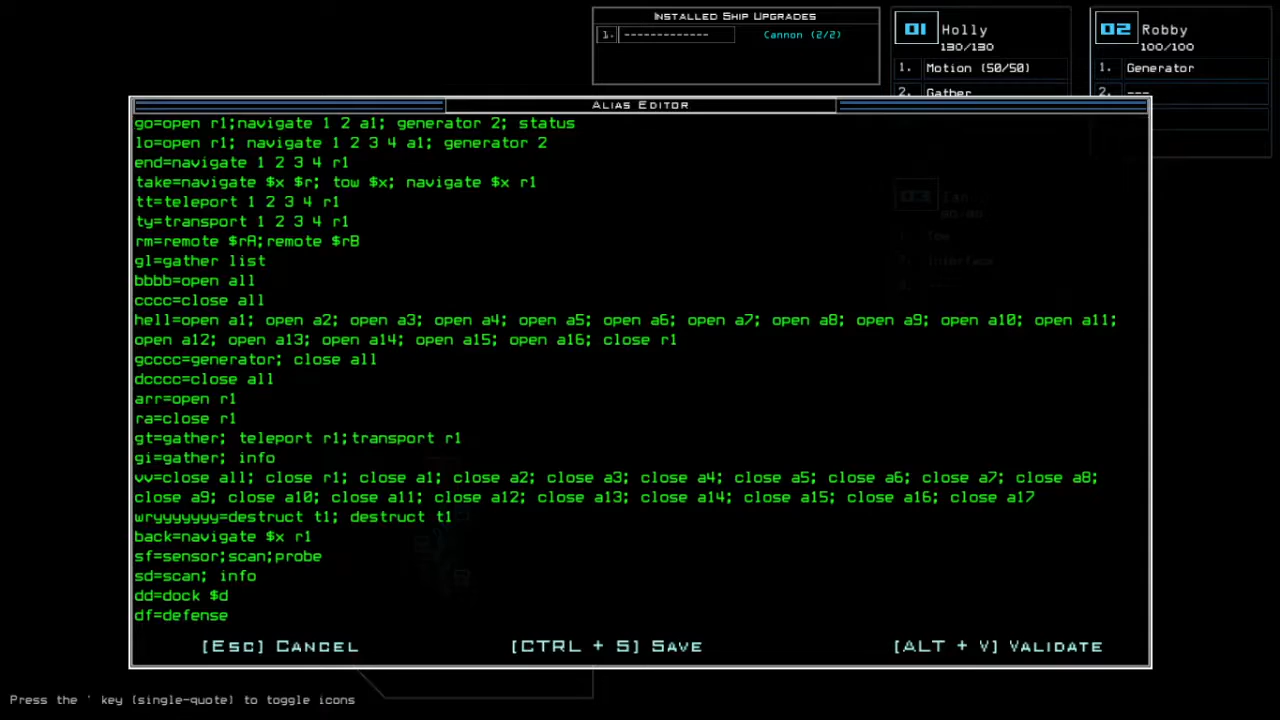 Installed Ship Upgrades
1. ------------- Cannon (2/2)
01 Holly
130/130
1. Motion (50/50)
2. Gather
02 Robby
100/100
1. Generator
2. ---
Alias Editor
go=open r1;navigate 1 2 a1; generator 2; status
lo=open r1; navigate 1 2 3 4 a1; generator 2
end=navigate 1 2 3 4 r1
take=navigate $x $r; tow $x; navigate $x r1
tt=teleport 1 2 3 4 r1
ty=transport 1 2 3 4 r1
rm=remote $rA;remote $rB
gl=gather list
bbbb=open all
cccc=close all
hell=open a1; open a2; open a3; open a4; open a5; open a6; open a7; open a8; open a9; open a10; open a11;
open a12; open a13; open a14; open a15; open a16; close r1
gcccc=generator; close all
dcccc=close all
arr=open r1
ra=close r1
gt=gather; teleport r1;transport r1
gi=gather; info
vv=close all; close r1; close a1; close a2; close a3; close a4; close a5; close a6; close a7; close a8;
close a9; close a10; close a11; close a12; close a13; close a14; close a15; close a16; close a17
wryyyyyyy=destruct t1; destruct t1
back=navigate $x r1
sf=sensor;scan;probe
sd=scan; info
dd=dock $d
df=defense
[Esc] Cancel
[CTRL + S] Save
[ALT + V] Validate
03 Ian
80/80
Tow
Interface
Press the ' key (single-quote) to toggle icons